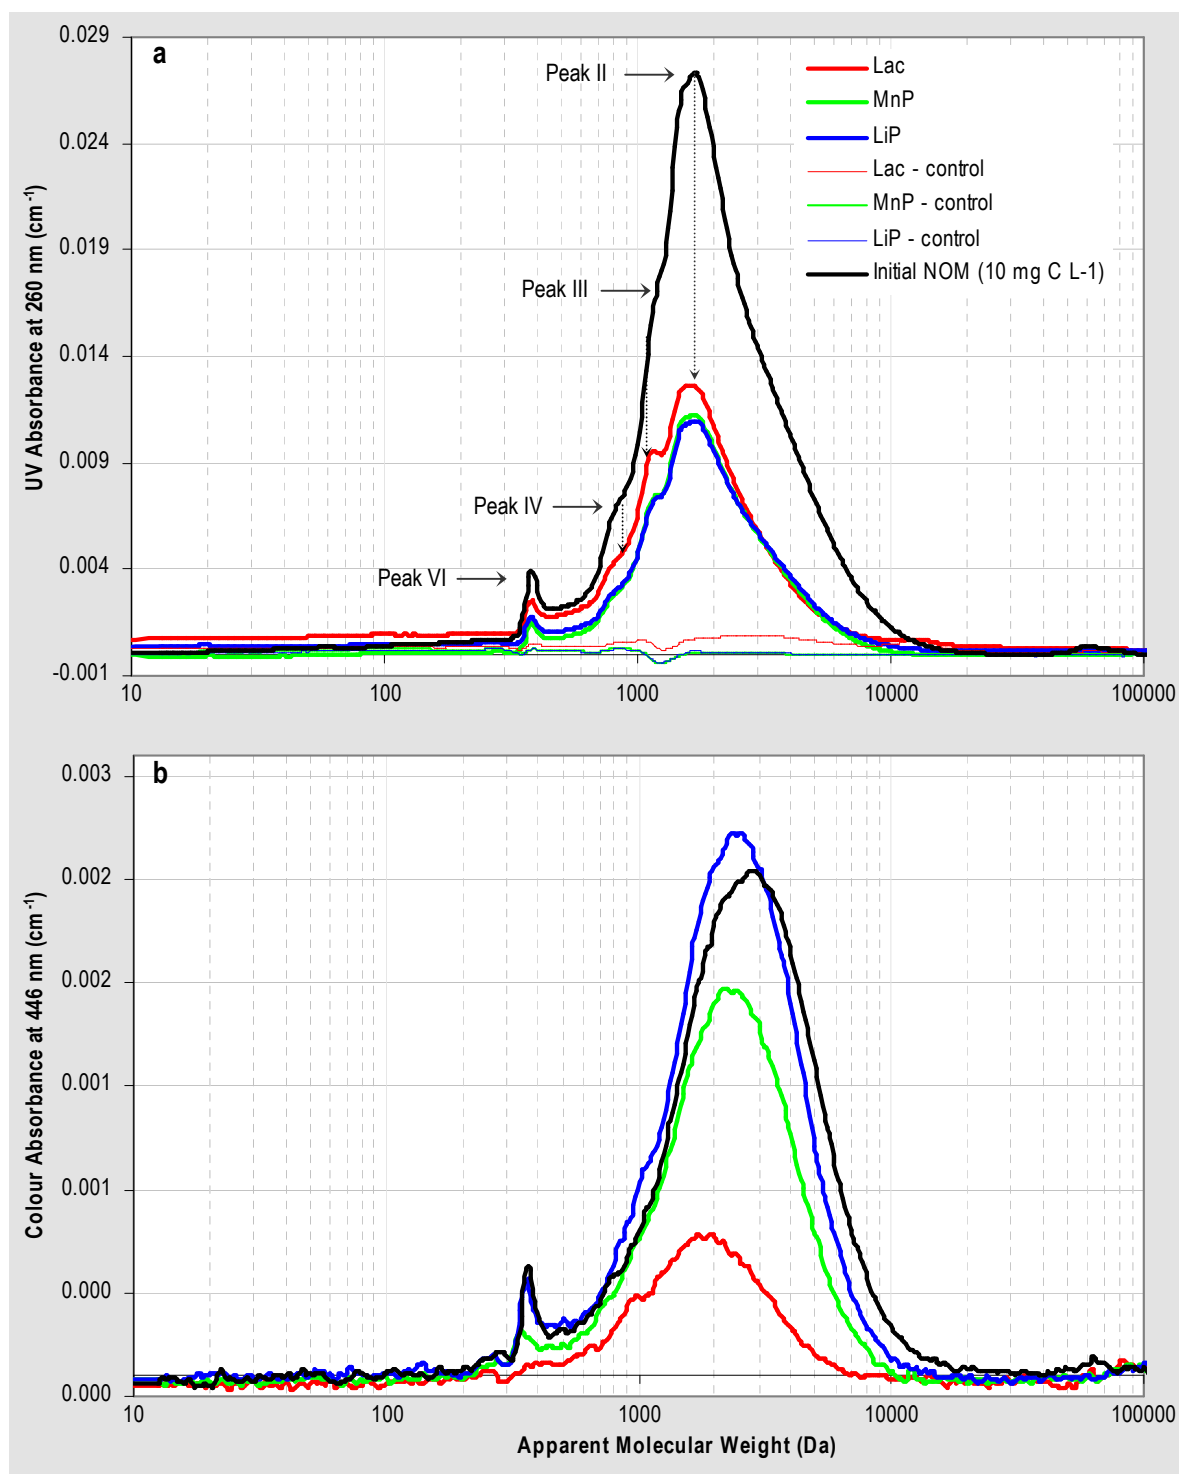 a
0.029
0.024
0.019
0.014
0.009
0.004
-0.001
UV Absorbance at 260 nm (cm-1)
Peak II
Peak III
Peak IV
Peak VI
Lac
MnP
LiP
Lac - control
MnP - control
LiP - control
Initial NOM (10 mg C L-1)
10 100 1000 10000 100000
b
0.003
0.002
0.002
0.001
0.001
0.000
0.000
Colour Absorbance at 446 nm (cm-1)
10 100 1000 10000 100000
Apparent Molecular Weight (Da)